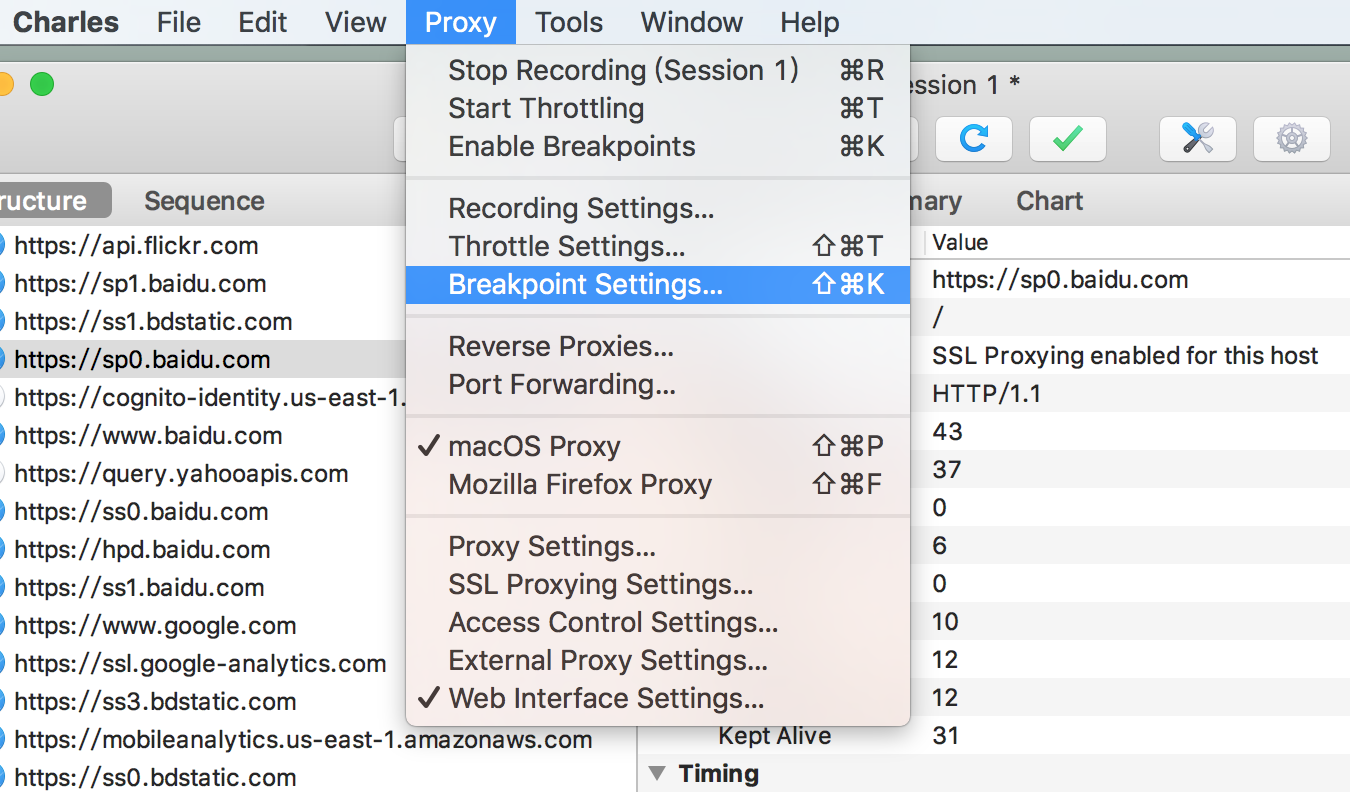 Charles File Edit View Proxy Tools Window Help
Stop Recording (Session 1) ⌘R
Start Throttling ⌘T
Enable Breakpoints ⌘K
Recording Settings...
Throttle Settings... ⇧⌘T
Breakpoint Settings... ⇧⌘K
Reverse Proxies...
Port Forwarding...
✓ macOS Proxy ⇧⌘P
Mozilla Firefox Proxy ⇧⌘F
Proxy Settings...
SSL Proxying Settings...
Access Control Settings...
External Proxy Settings...
✓ Web Interface Settings...
ession 1 *
ructure Sequence
https://api.flickr.com
https://sp1.baidu.com
https://ss1.bdstatic.com
https://sp0.baidu.com
https://cognito-identity.us-east-1.
https://www.baidu.com
https://query.yahooapis.com
https://ss0.baidu.com
https://hpd.baidu.com
https://ss1.baidu.com
https://www.google.com
https://ssl.google-analytics.com
https://ss3.bdstatic.com
https://mobileanalytics.us-east-1.amazonaws.com
https://ss0.bdstatic.com
mary Chart
Value
https://sp0.baidu.com
/
SSL Proxying enabled for this host
HTTP/1.1
43
37
0
6
0
10
12
12
Kept Alive 31
Timing